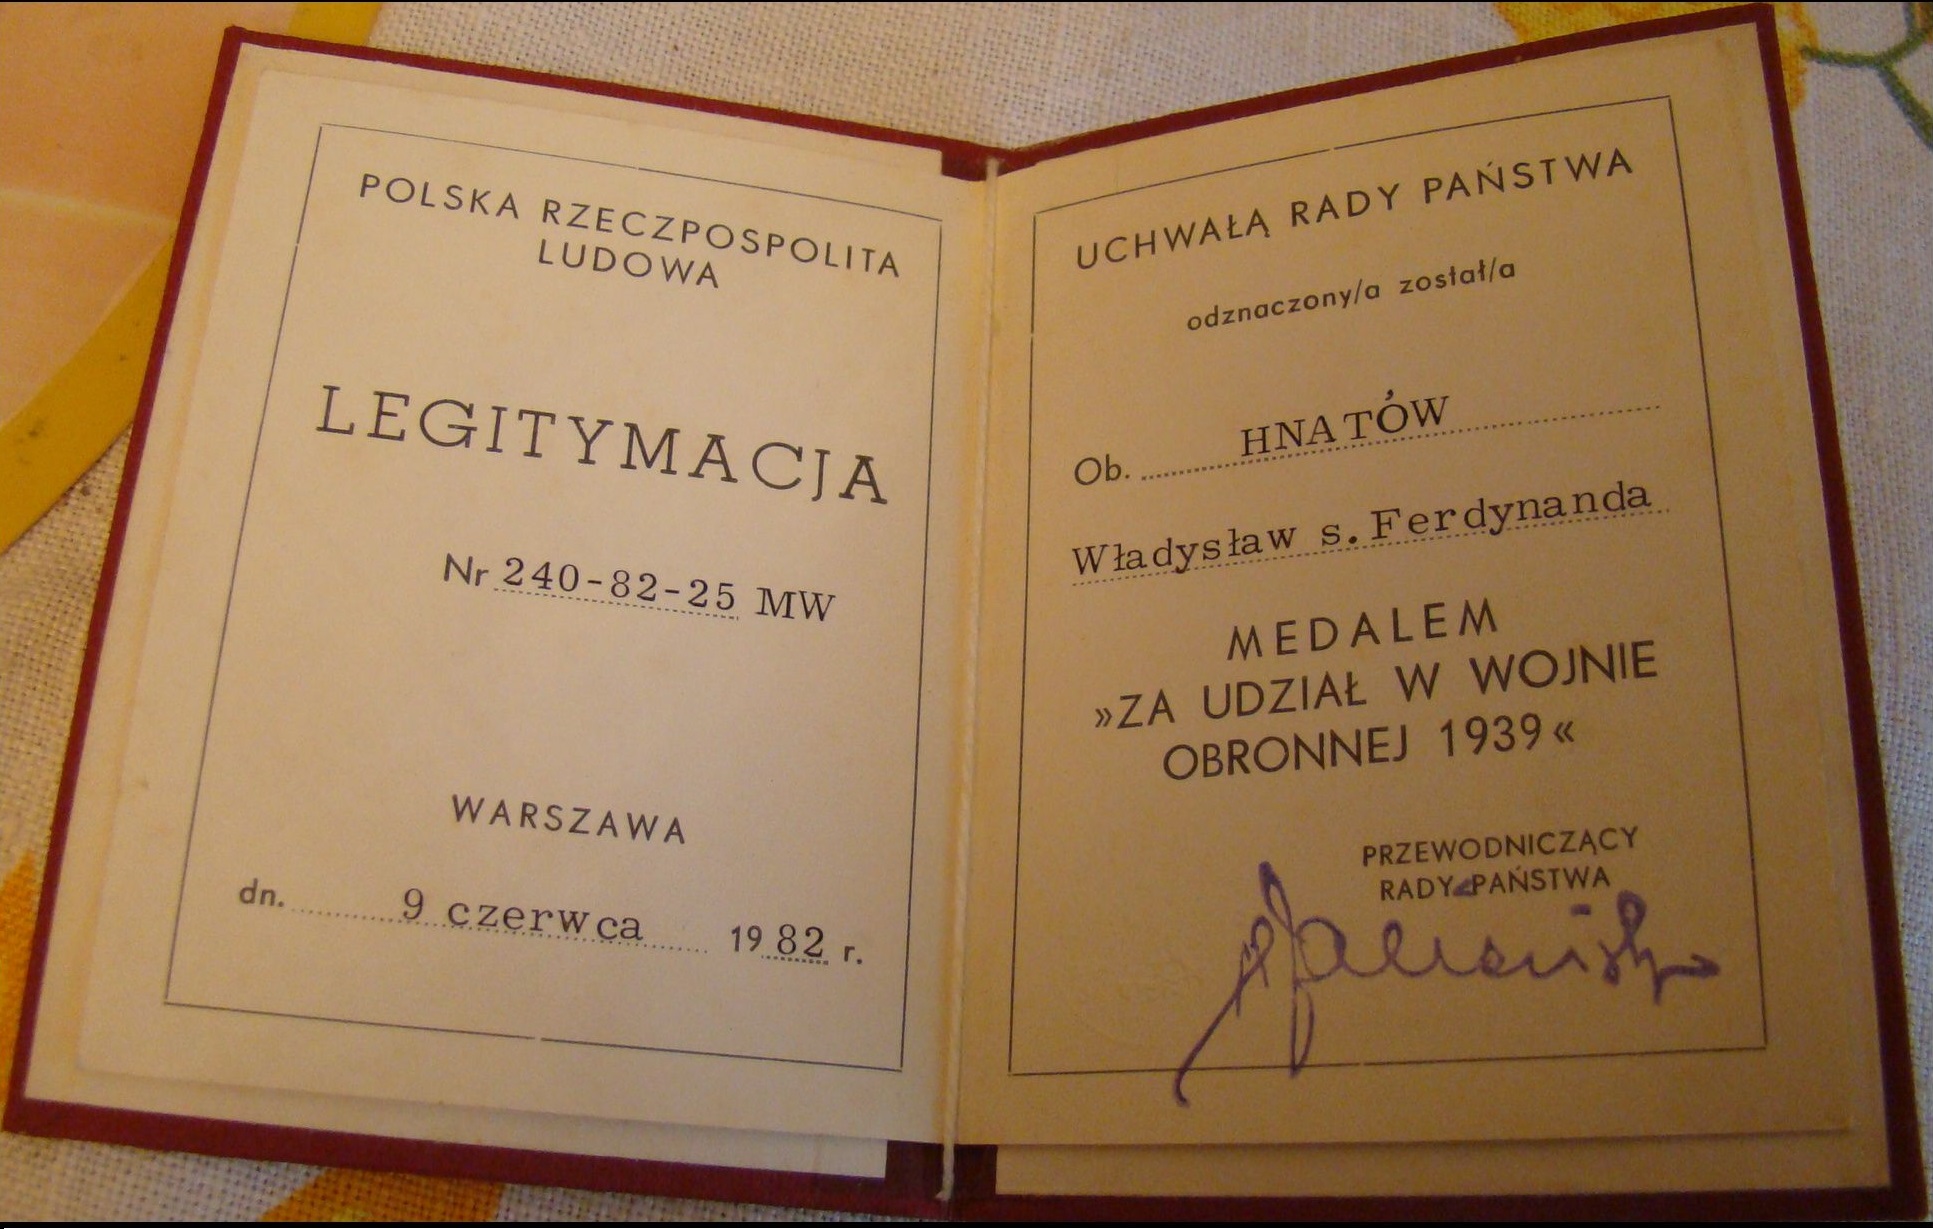 POLSKA RZECZPOSPOLITA
LUDOWA
LEGITYMACJA
Nr 240-82-25 MW
WARSZAWA
dn. 9 czerwca 1982 r.
UCHWAŁĄ RADY PAŃSTWA
odznaczony/a został/a
Ob. HNATÓW
Władysław s. Ferdynanda
MEDALEM
»ZA UDZIAŁ W WOJNIE
OBRONNEJ 1939«
PRZEWODNICZĄCY
RADY PAŃSTWA